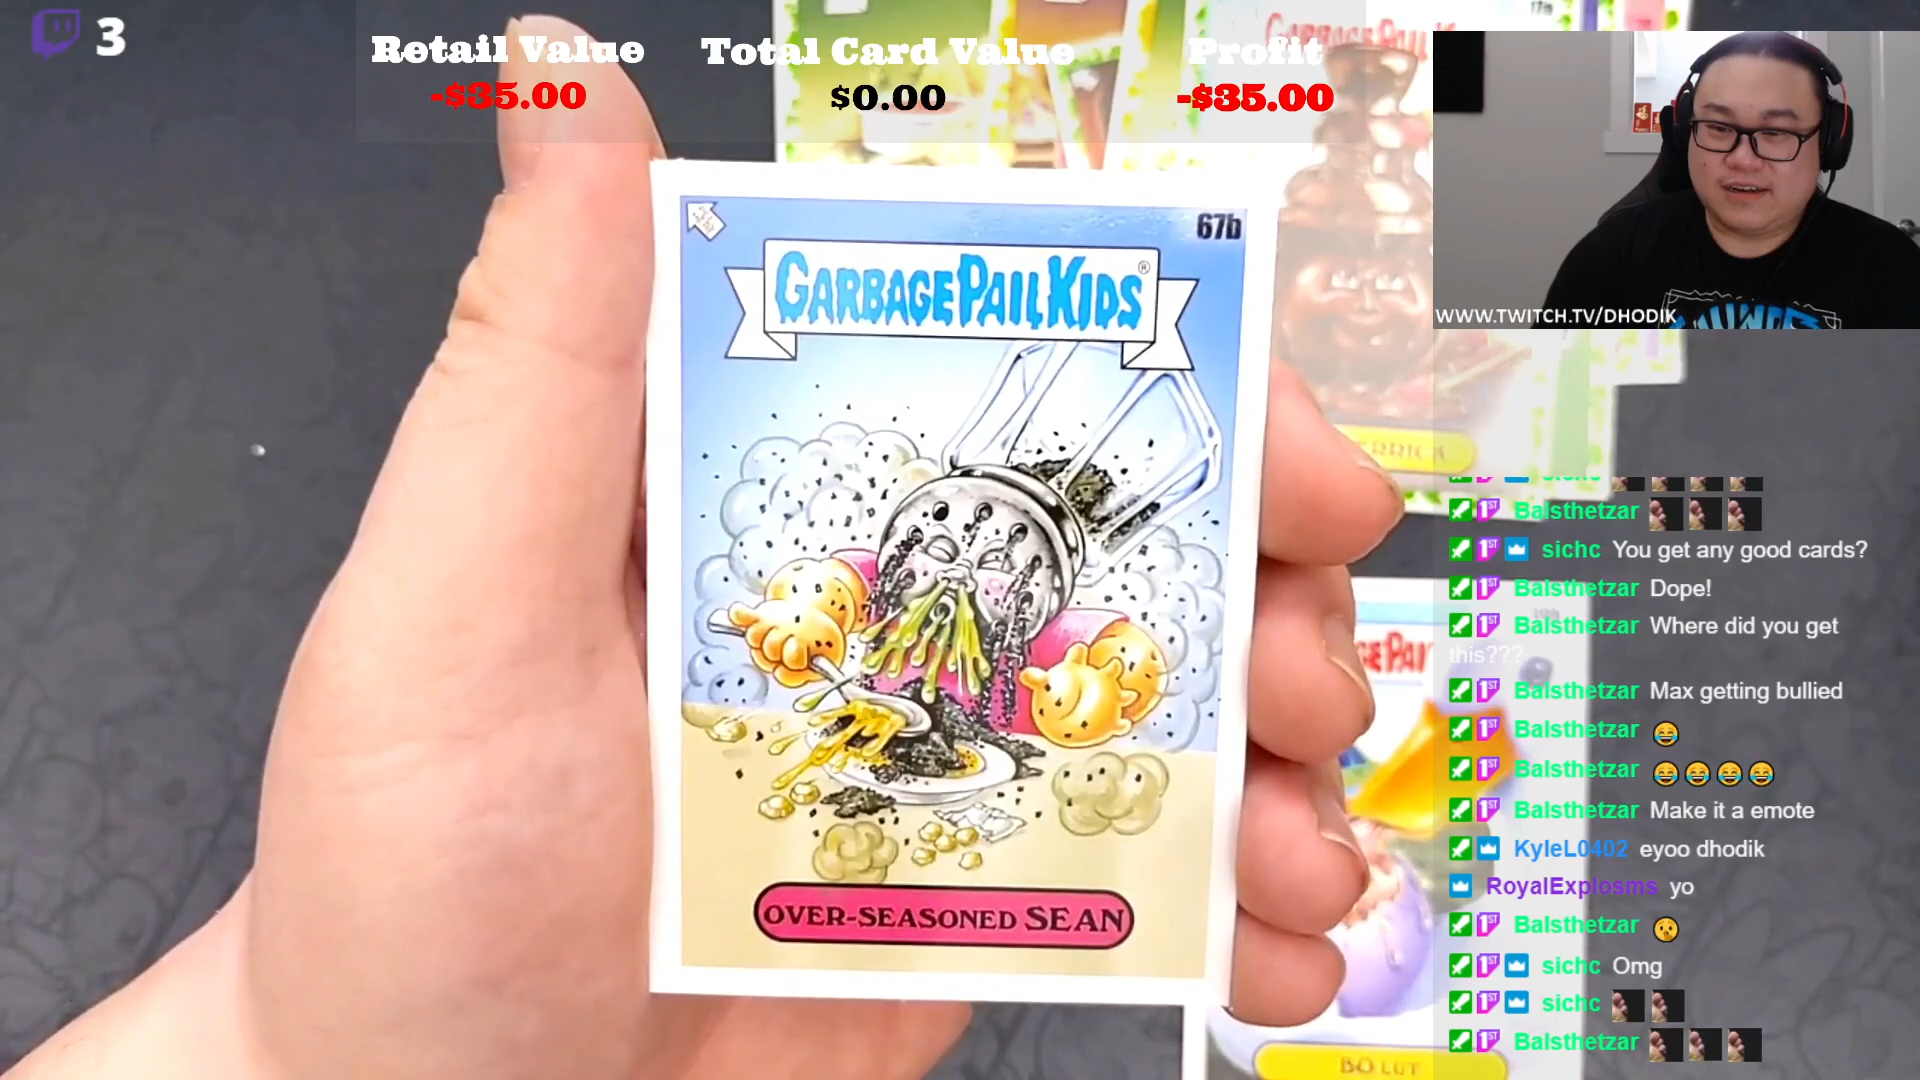 3
Retail Value
-$35.00
Total Card Value
$0.00
Profit
-$35.00
67b
GARBAGE PAIL KIDS®
OVER-SEASONED SEAN
BO LUT
WWW.TWITCH.TV/DHODIK
sichc
Balsthetzar
sichc You get any good cards?
Balsthetzar Dope!
Balsthetzar Where did you get
this???
Balsthetzar Max getting bullied
Balsthetzar 😂
Balsthetzar 😂😂😂😂
Balsthetzar Make it a emote
KyleL0402 eyoo dhodik
RoyalExplosms yo
Balsthetzar 🤫
sichc Omg
sichc
Balsthetzar